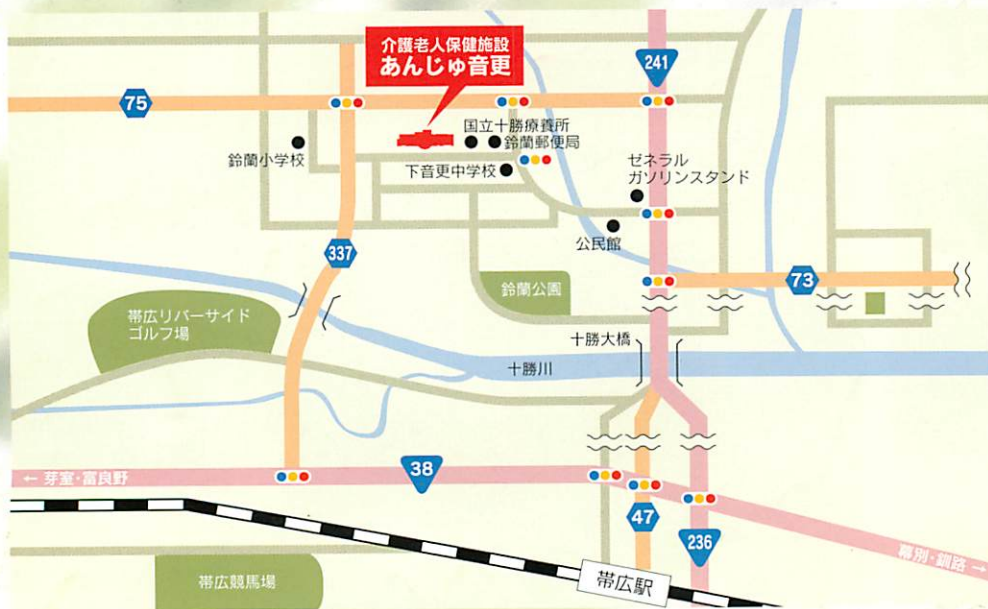 介護老人保健施設
あんじゅ音更
241
75
国立十勝療養所
鈴蘭郵便局
鈴蘭小学校
下音更中学校
ゼネラル
ガソリンスタンド
公民館
337
73
鈴蘭公園
帯広リバーサイド
ゴルフ場
十勝大橋
十勝川
← 芽室・富良野
38
47
236
幕別・釧路 →
帯広駅
帯広競馬場